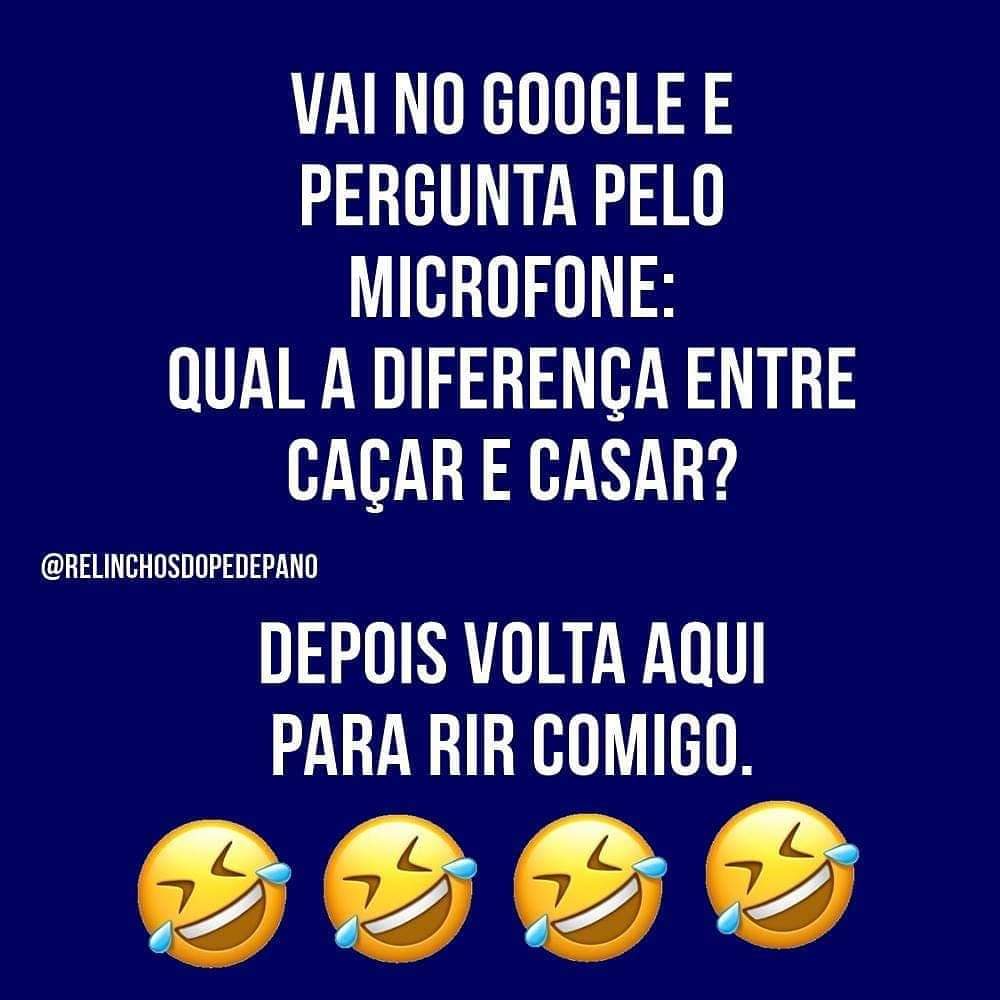 VAI NO GOOGLE E
PERGUNTA PELO
MICROFONE:
QUAL A DIFERENÇA ENTRE
CAÇAR E CASAR?
@RELINCHOSDOPEDEPANO
DEPOIS VOLTA AQUI
PARA RIR COMIGO.